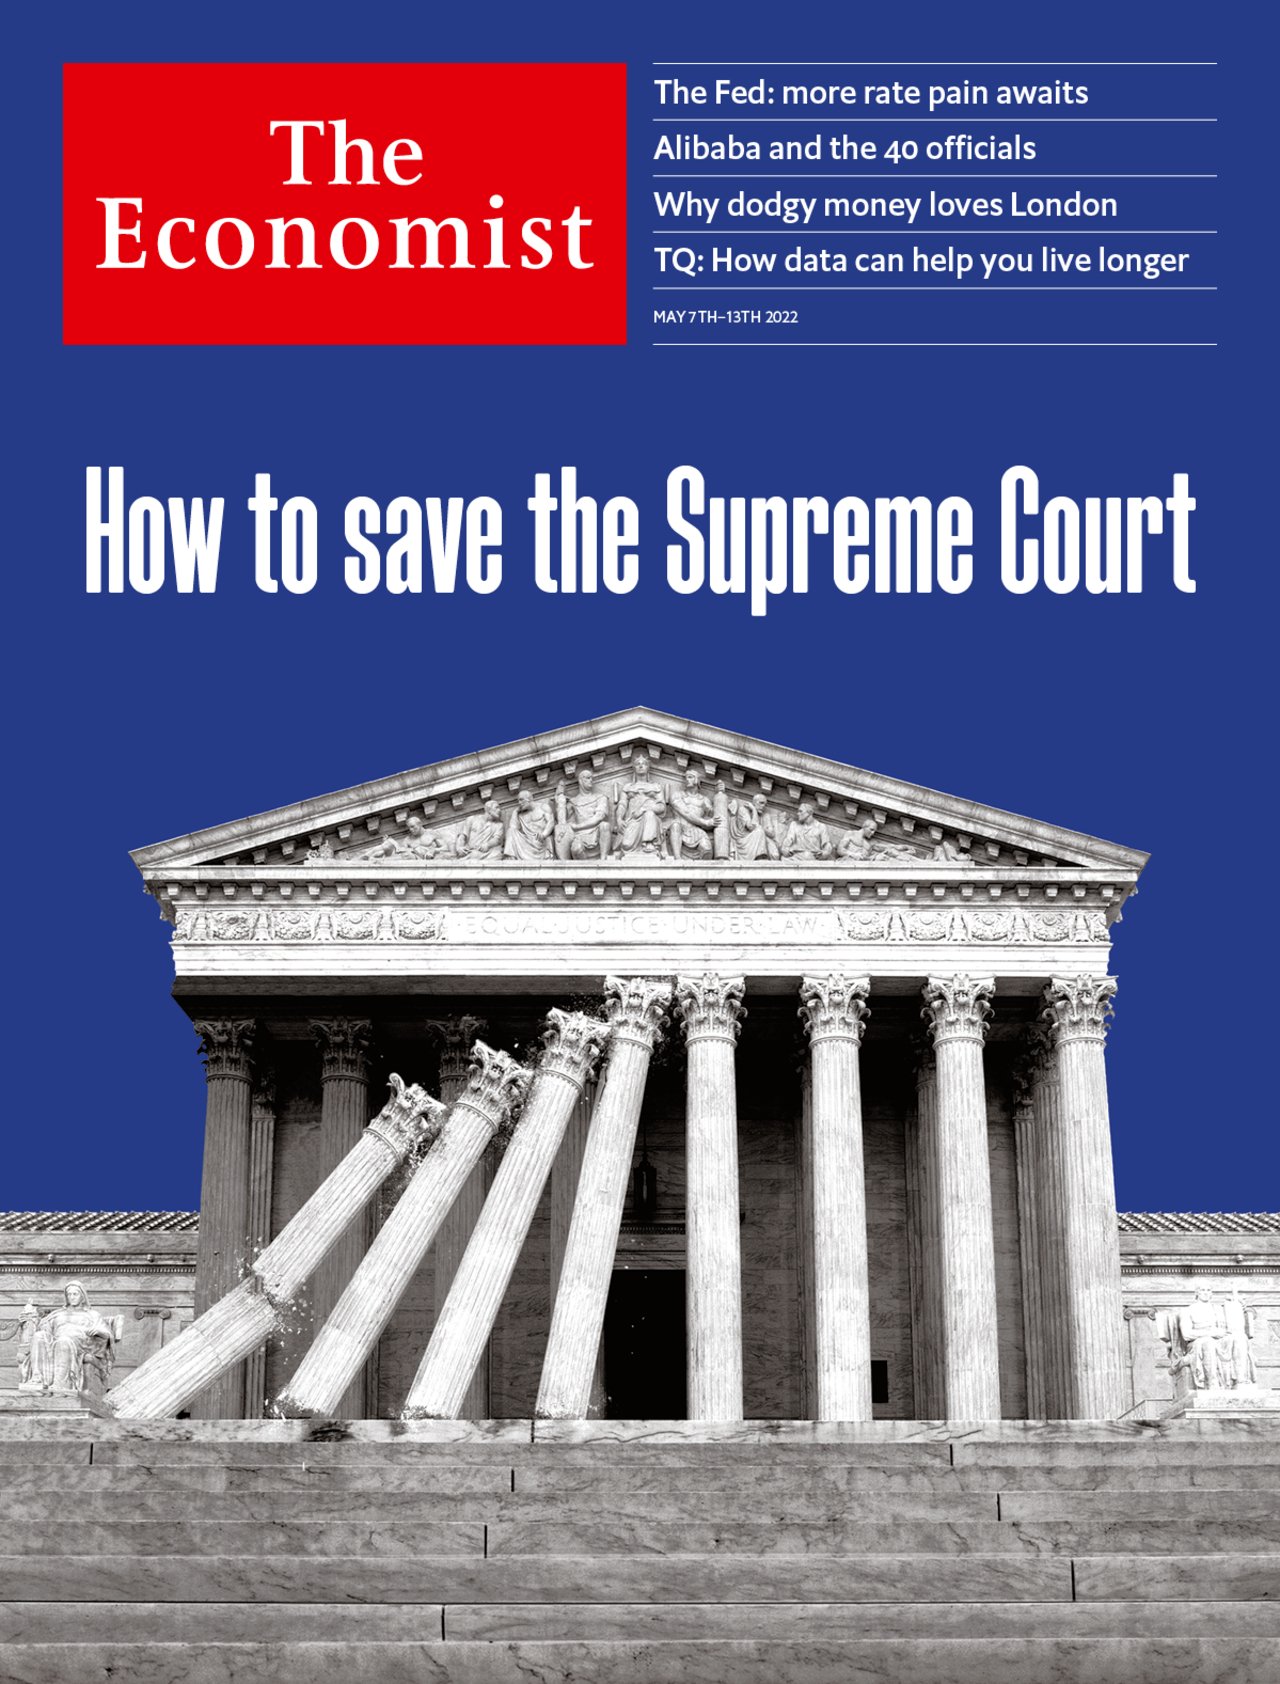 The
Economist
The Fed: more rate pain awaits
Alibaba and the 40 officials
Why dodgy money loves London
TQ: How data can help you live longer
MAY 7TH–13TH 2022
How to save the Supreme Court
EQUAL JUSTICE UNDER LAW